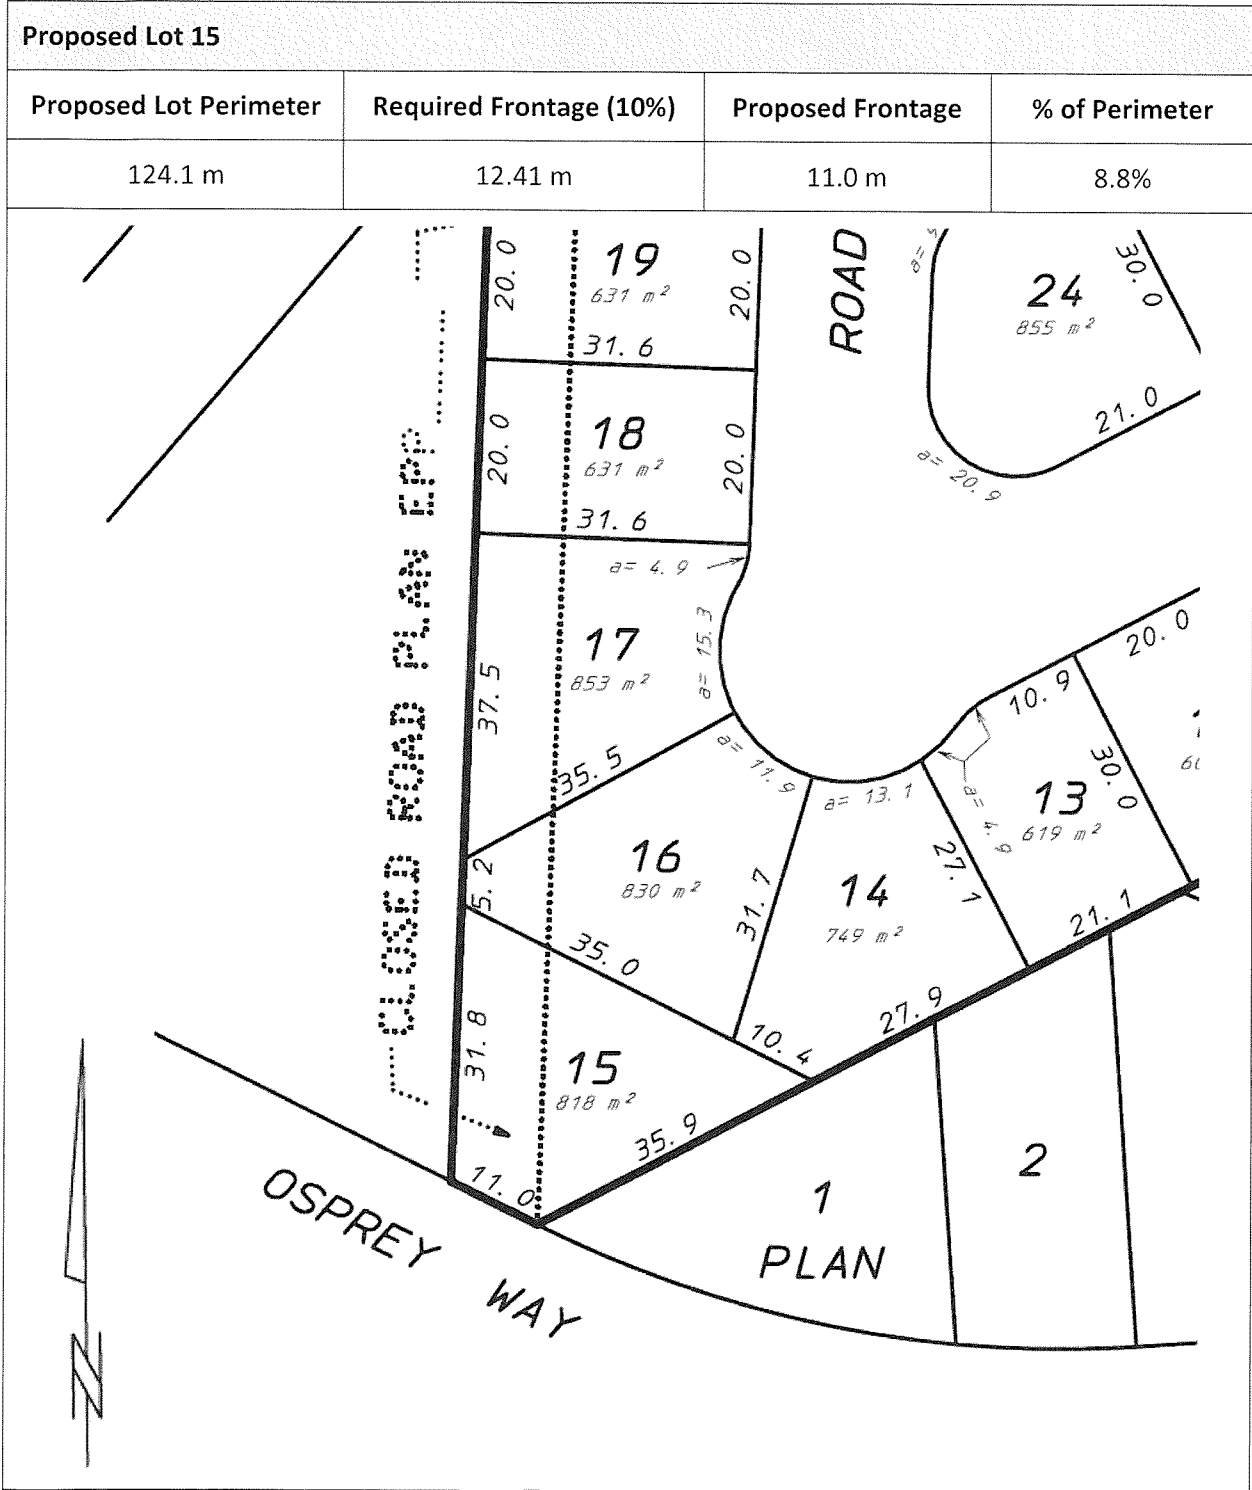 Proposed Lot 15
Proposed Lot Perimeter Required Frontage (10%) Proposed Frontage % of Perimeter
124.1 m 12.41 m 11.0 m 8.8%
20.0
19
631 m²
20.0
31.6
ROAD
24
855 m²
30.0
21.0
a= 20.9
20.0
18
631 m²
20.0
31.6
a= 4.9
CLOSED ROAD PLAN EPP
17
853 m²
37.5
a= 15.3
35.5
a= 11.9
a= 13.1
10.9
20.0
13
619 m²
30.0
a= 4.9
5.2
16
830 m²
31.7
35.0
14
749 m²
27.1
21.1
27.9
10.4
31.8
15
818 m²
35.9
11.0
OSPREY WAY
1
PLAN
2
N